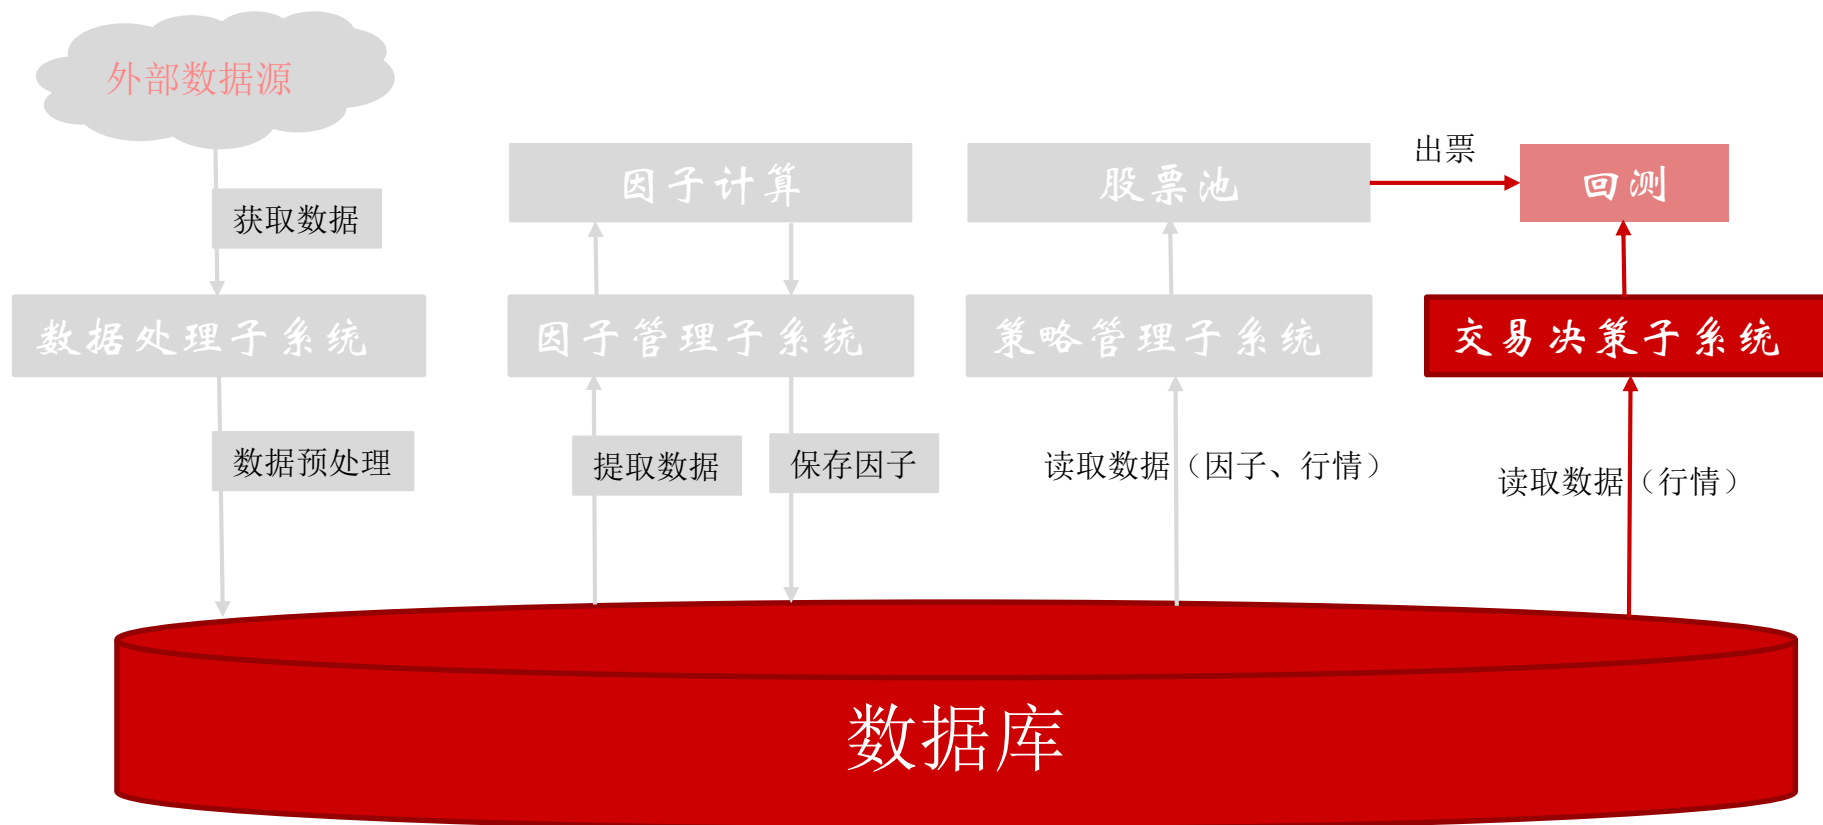 外部数据源
出票
因子计算
股票池
回测
获取数据
数据处理子系统
因子管理子系统
策略管理子系统
交易决策子系统
数据预处理
提取数据
保存因子
读取数据（因子、行情）
读取数据（行情）
数据库